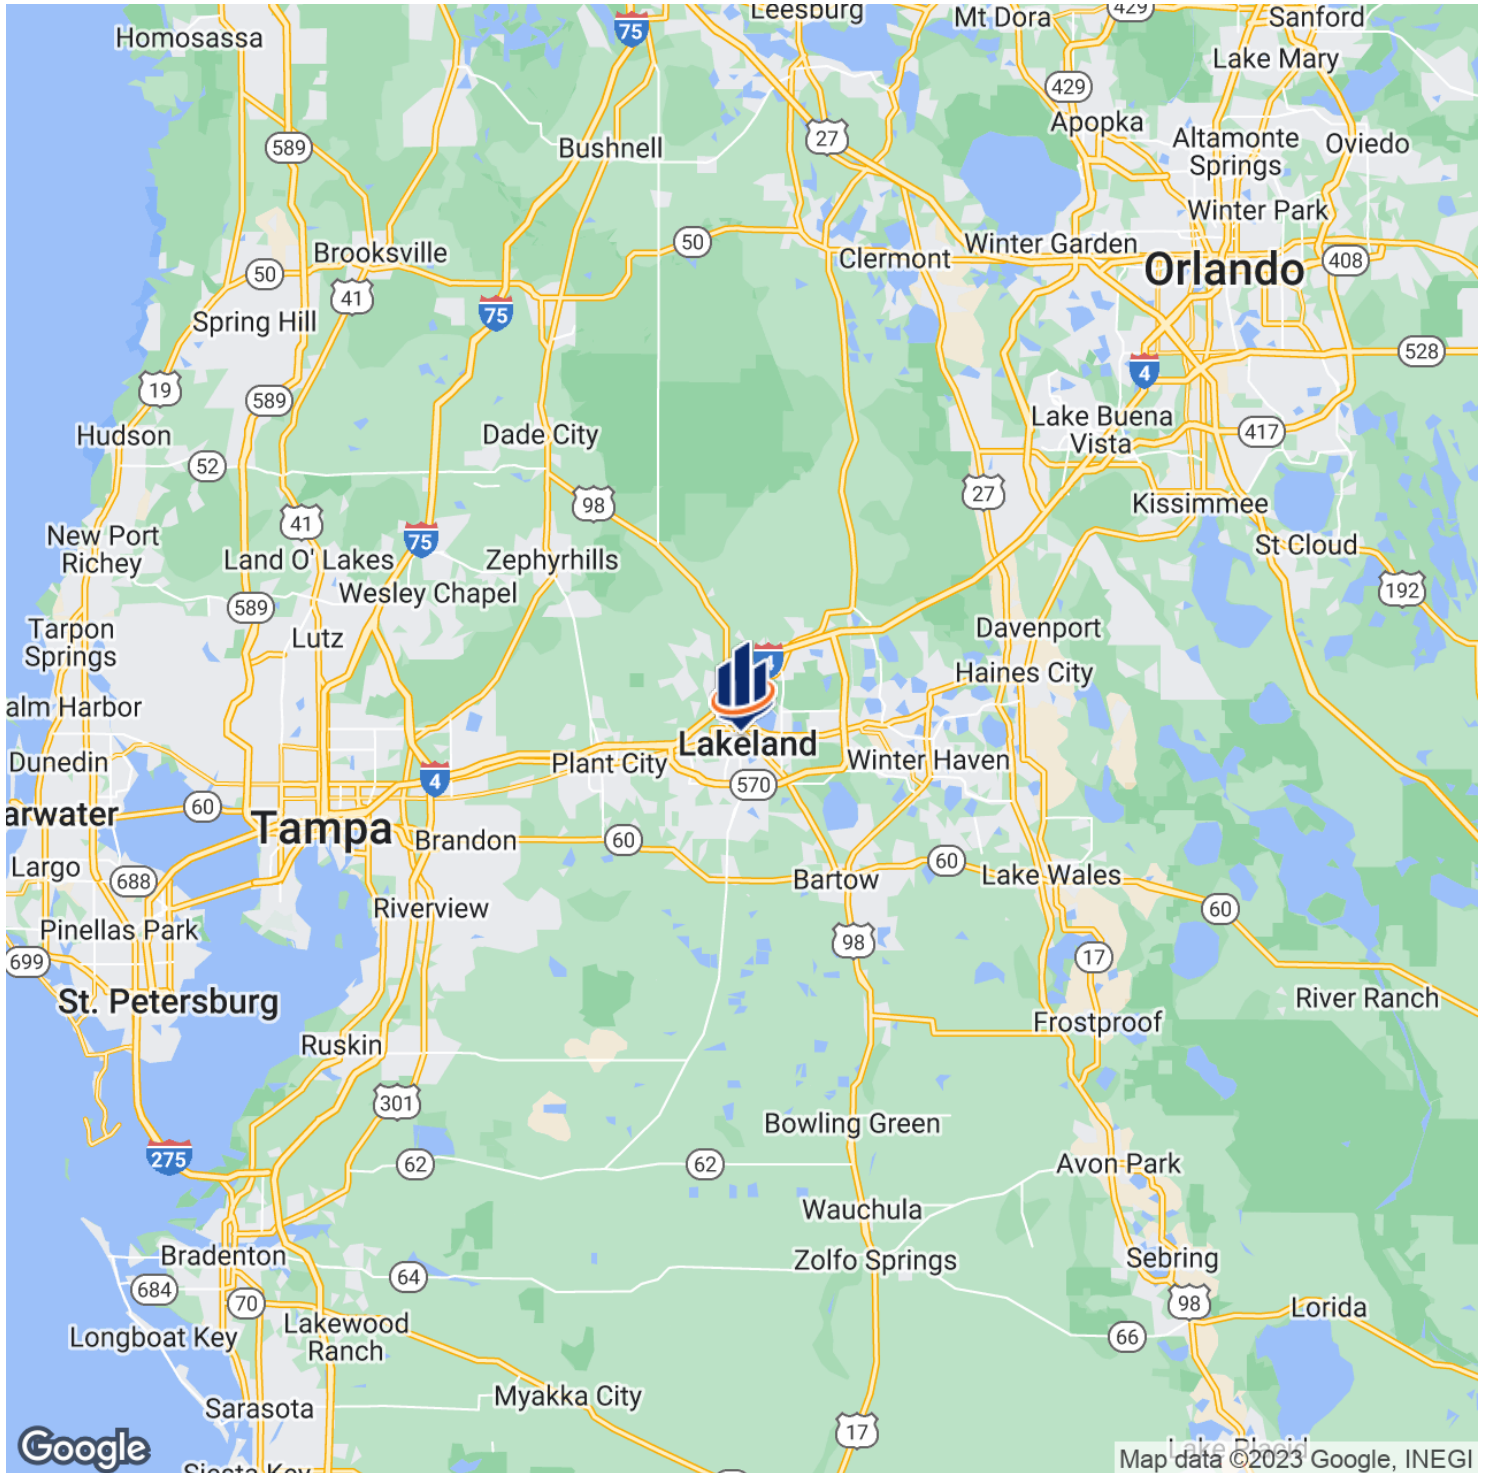 Leesburg
Mt Dora
429
Sanford
Homosassa
75
Lake Mary
429
Apopka
27
Altamonte
Springs
Oviedo
589
Bushnell
Winter Park
50
Winter Garden
Brooksville
Clermont
Orlando
408
50
41
75
Spring Hill
528
4
19
589
Lake Buena
Vista
417
Hudson
Dade City
52
27
98
Kissimmee
41
New Port
Richey
75
St Cloud
Land O' Lakes
Zephyrhills
192
Wesley Chapel
589
Tarpon
Springs
Lutz
Davenport
4
Haines City
alm Harbor
Lakeland
Dunedin
Plant City
Winter Haven
4
570
60
arwater
Tampa
Brandon
60
60
Largo
688
Bartow
Lake Wales
Riverview
60
Pinellas Park
98
699
17
St. Petersburg
River Ranch
Frostproof
Ruskin
301
Bowling Green
275
62
62
Avon Park
Wauchula
Bradenton
Zolfo Springs
Sebring
64
684
70
98
Lorida
Longboat Key
Lakewood
Ranch
66
Myakka City
Sarasota
17
Google
Lake Placid
Map data ©2023 Google, INEGI
Siesta Key